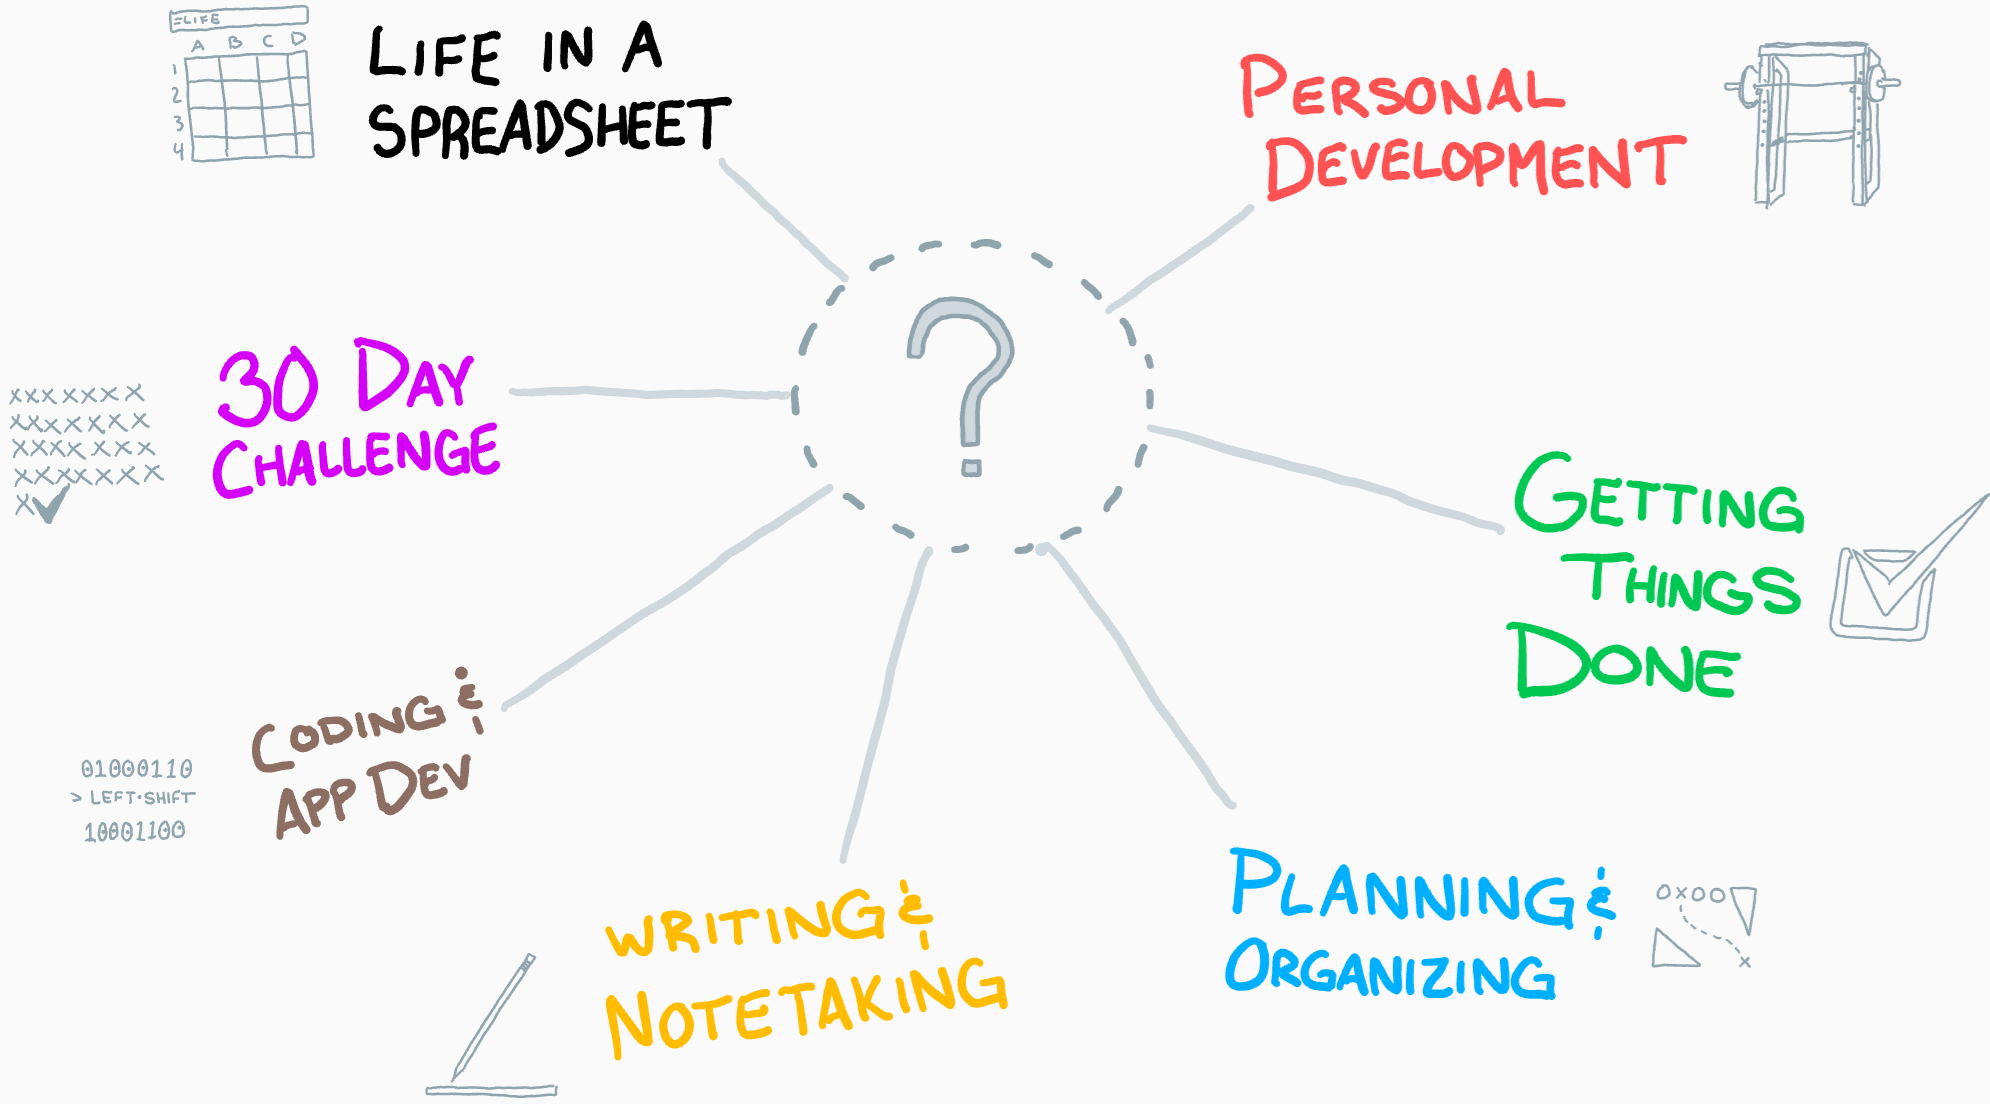 =LIFE
A B C D
1
2
3
4
LIFE IN A
SPREADSHEET
PERSONAL
DEVELOPMENT
?
30 DAY
CHALLENGE
XXXXXXX
XXXXXXX
XXXXXXX
XXXXXXX
X✓
GETTING
THINGS
DONE
CODING &
APP DEV
01000110
> LEFT·SHIFT
10001100
WRITING &
NOTETAKING
PLANNING &
ORGANIZING
OXOO
X